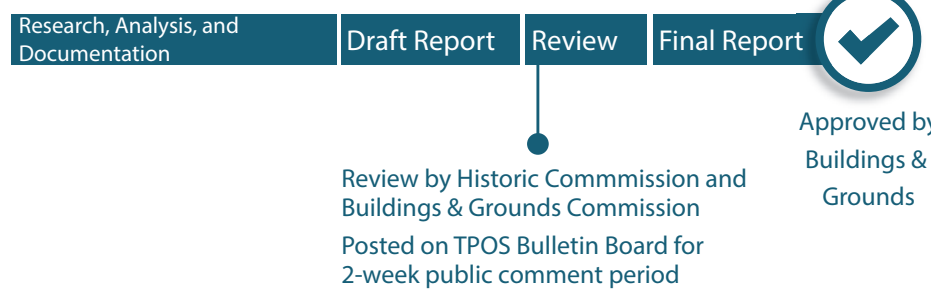 Research, Analysis, and
Documentation
Draft Report
Review
Final Report
Approved by
Buildings &
Grounds
Review by Historic Commmission and
Buildings & Grounds Commission
Posted on TPOS Bulletin Board for
2-week public comment period